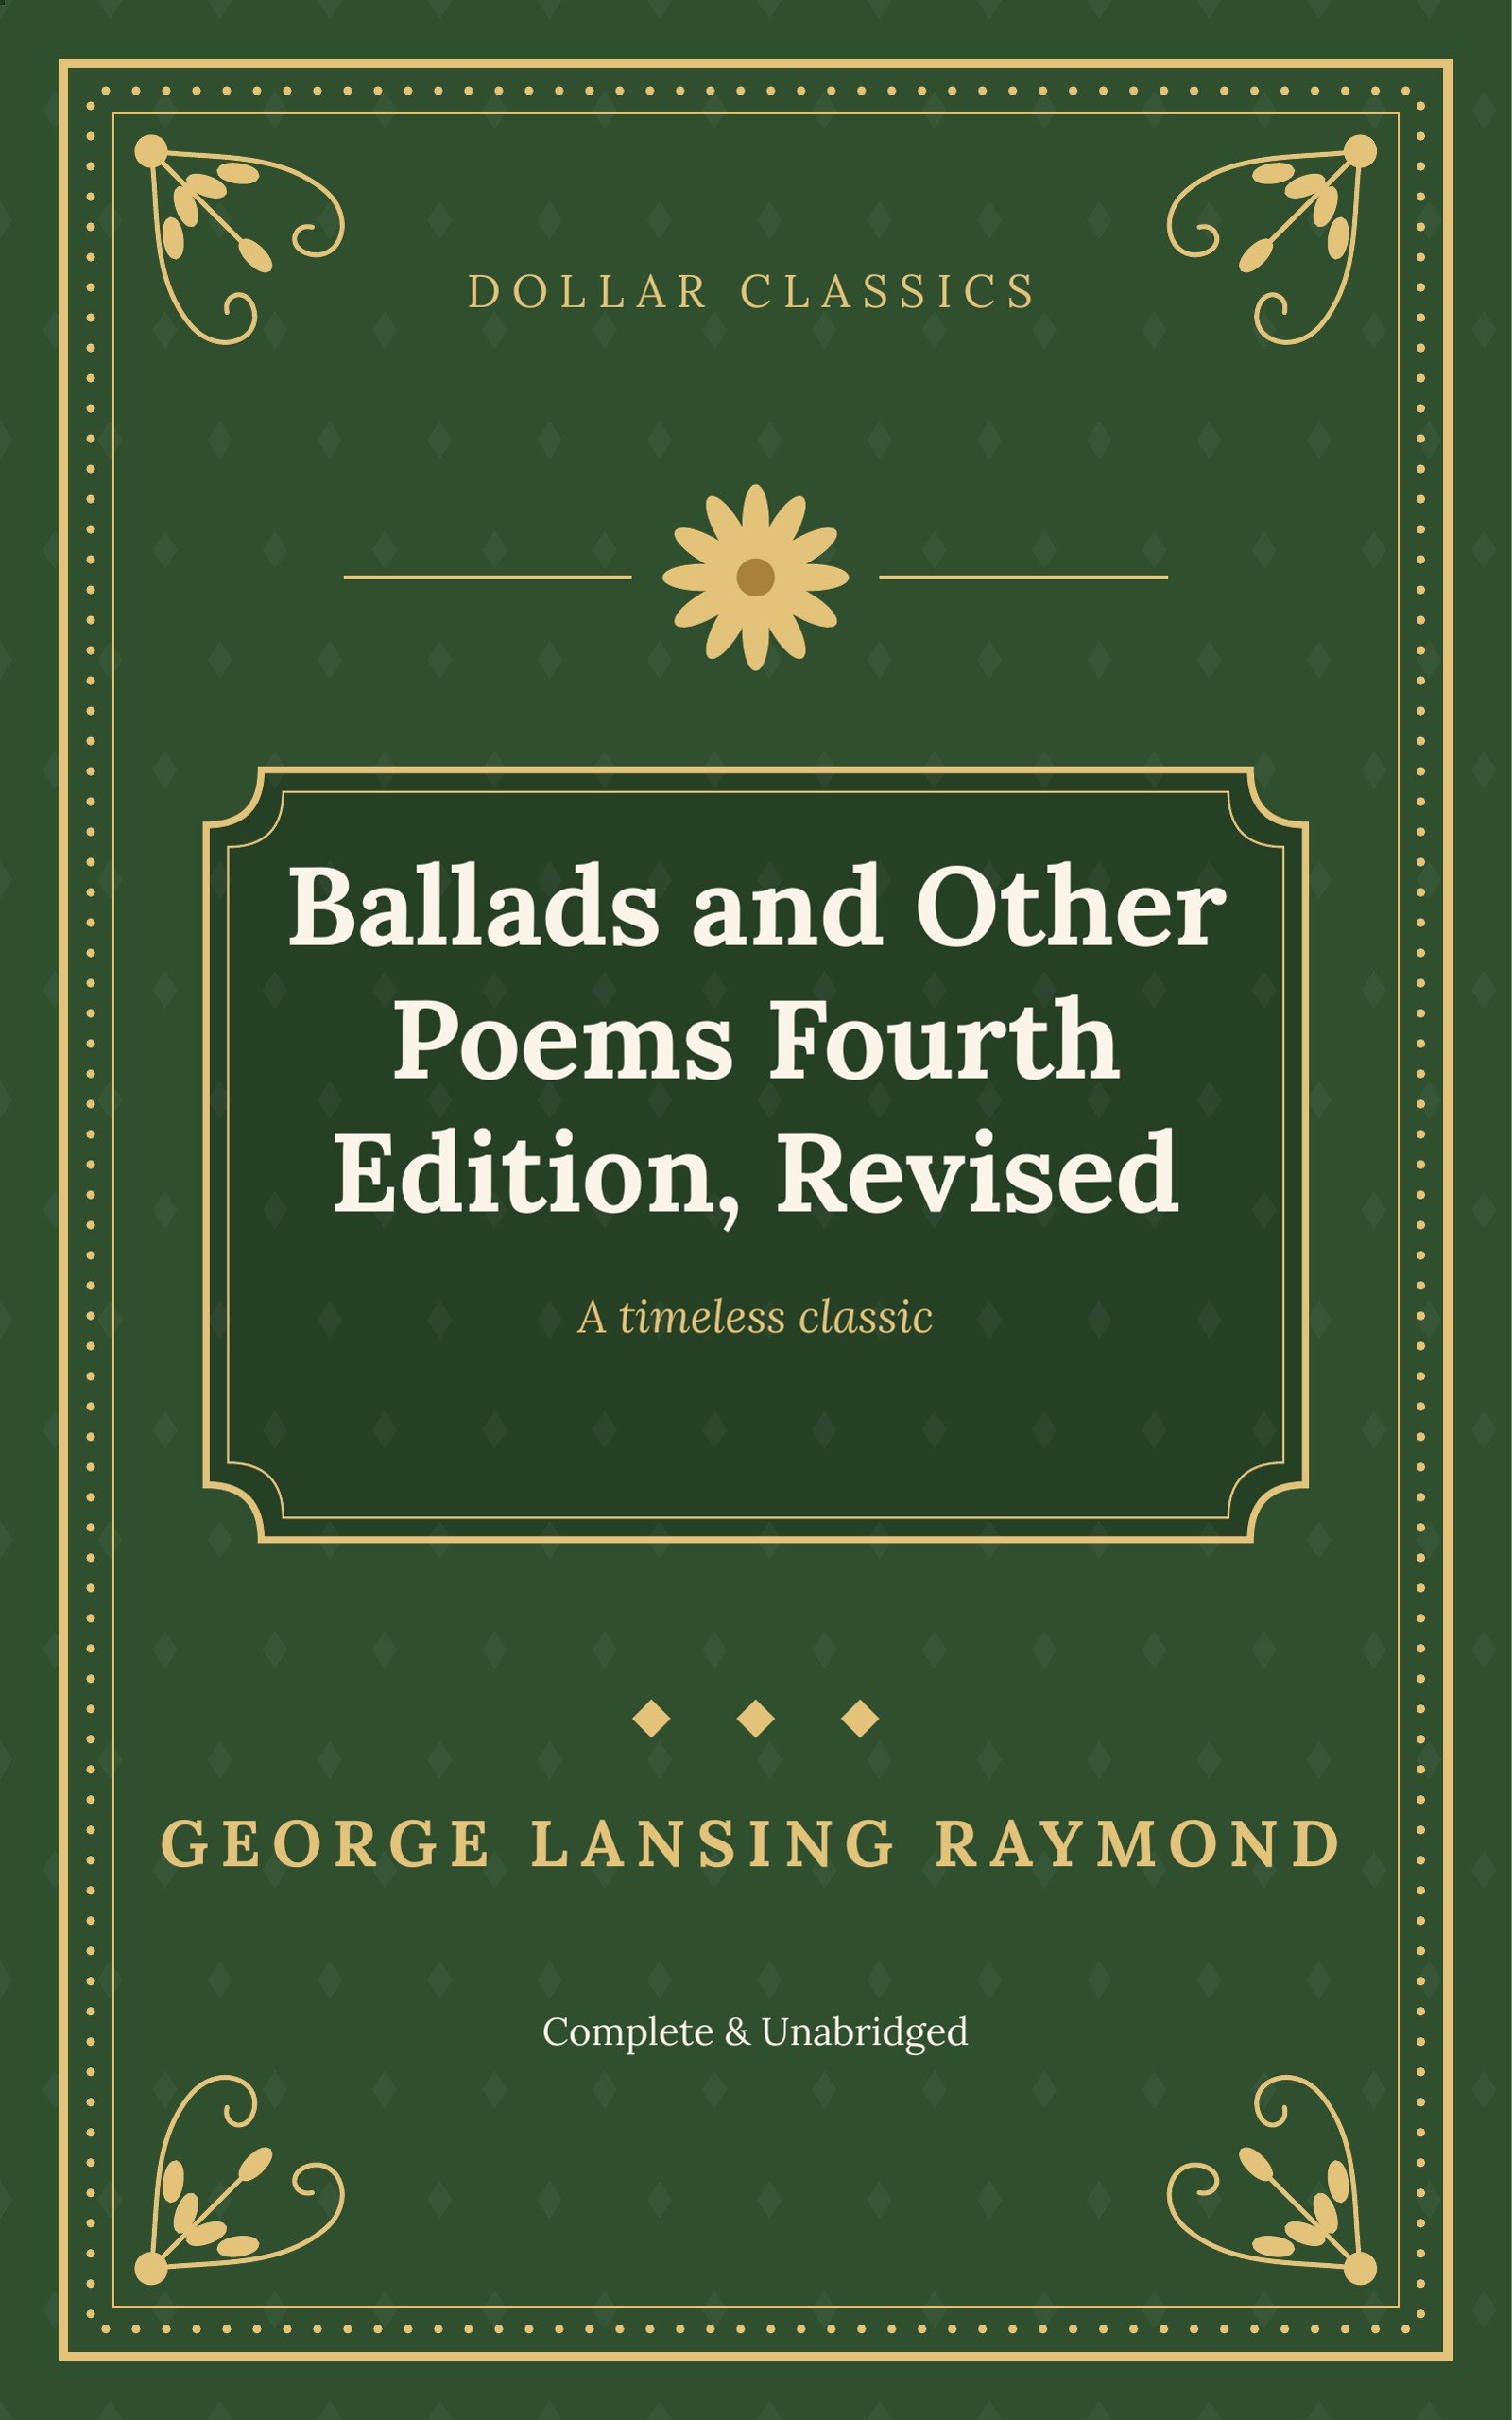 DOLLAR CLASSICS
Ballads and Other
Poems Fourth
Edition, Revised
A timeless classic
GEORGE LANSING RAYMOND
Complete & Unabridged